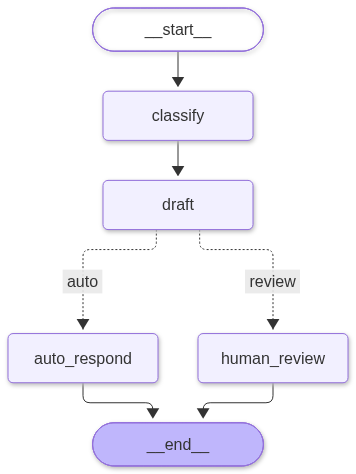 __start__
classify
draft
auto
review
auto_respond
human_review
__end__